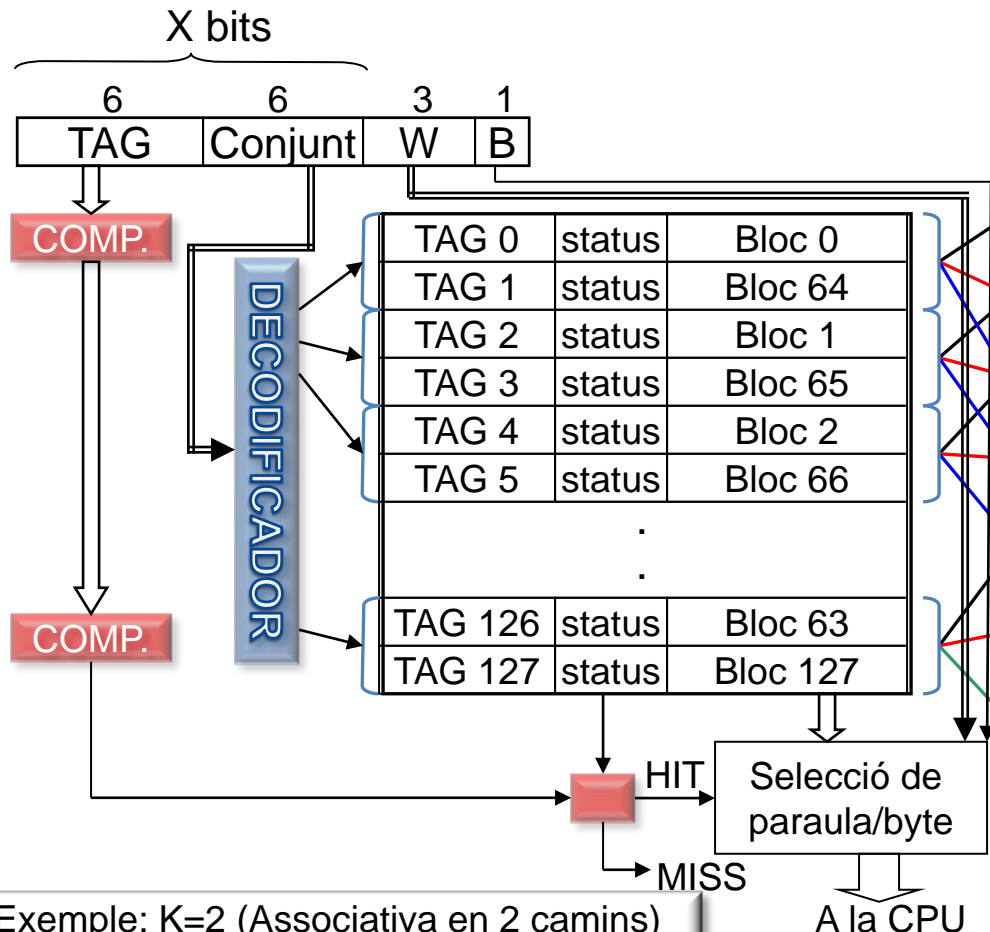 X bits
6 6 3 1
TAG Conjunt W B
COMP.
TAG 0 status Bloc 0
TAG 1 status Bloc 64
TAG 2 status Bloc 1
TAG 3 status Bloc 65
TAG 4 status Bloc 2
TAG 5 status Bloc 66
.
.
TAG 126 status Bloc 63
TAG 127 status Bloc 127
DECODIFICADOR
COMP.
HIT
MISS
Selecció de
paraula/byte
A la CPU
Exemple: K=2 (Associativa en 2 camins)